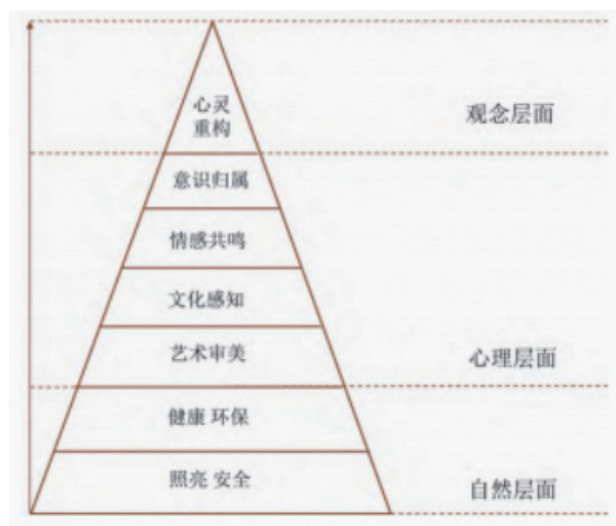 心灵
重构
观念层面
意识归属
情感共鸣
文化感知
艺术审美
心理层面
健康 环保
照亮 安全
自然层面